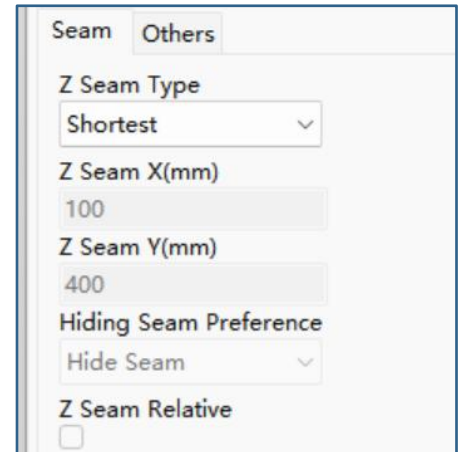 Seam Others
Z Seam Type
Shortest
Z Seam X(mm)
100
Z Seam Y(mm)
400
Hiding Seam Preference
Hide Seam
Z Seam Relative